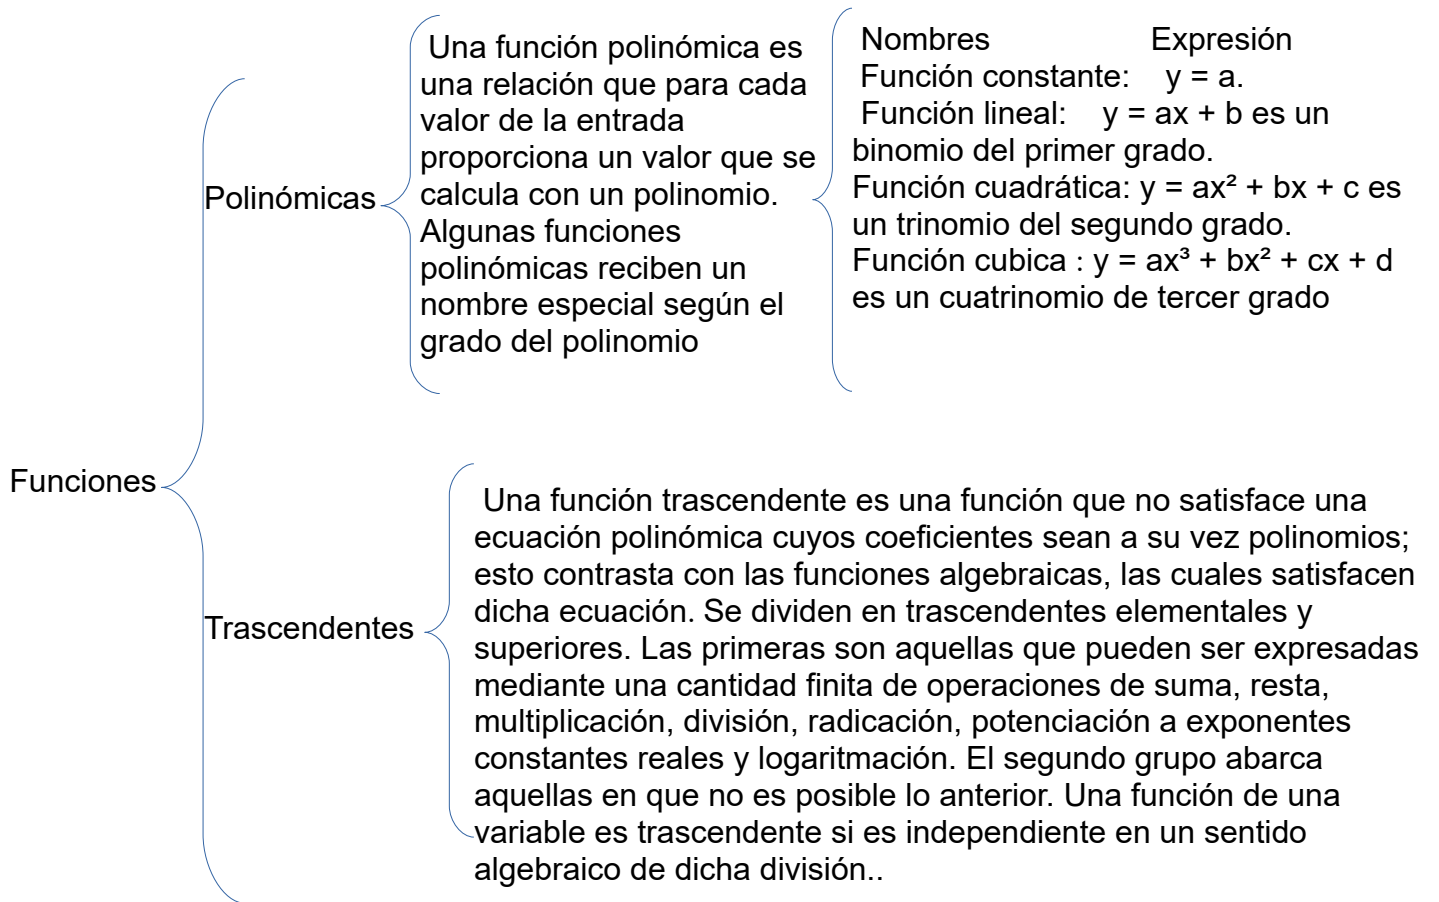 Funciones
Polinómicas
Una función polinómica es
una relación que para cada
valor de la entrada
proporciona un valor que se
calcula con un polinomio.
Algunas funciones
polinómicas reciben un
nombre especial según el
grado del polinomio
Nombres Expresión
Función constante: y = a.
Función lineal: y = ax + b es un
binomio del primer grado.
Función cuadrática: y = ax² + bx + c es
un trinomio del segundo grado.
Función cubica : y = ax³ + bx² + cx + d
es un cuatrinomio de tercer grado
Trascendentes
Una función trascendente es una función que no satisface una
ecuación polinómica cuyos coeficientes sean a su vez polinomios;
esto contrasta con las funciones algebraicas, las cuales satisfacen
dicha ecuación. Se dividen en trascendentes elementales y
superiores. Las primeras son aquellas que pueden ser expresadas
mediante una cantidad finita de operaciones de suma, resta,
multiplicación, división, radicación, potenciación a exponentes
constantes reales y logaritmación. El segundo grupo abarca
aquellas en que no es posible lo anterior. Una función de una
variable es trascendente si es independiente en un sentido
algebraico de dicha división..